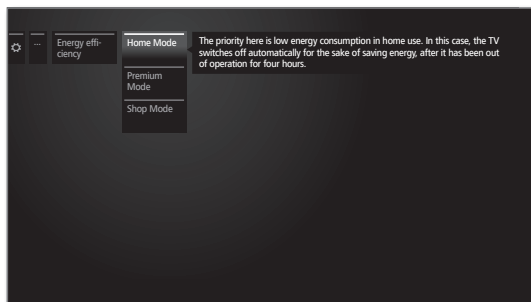 ...
Energy effi-
ciency
Home Mode
The priority here is low energy consumption in home use. In this case, the TV
switches off automatically for the sake of saving energy, after it has been out
of operation for four hours.
Premium
Mode
Shop Mode